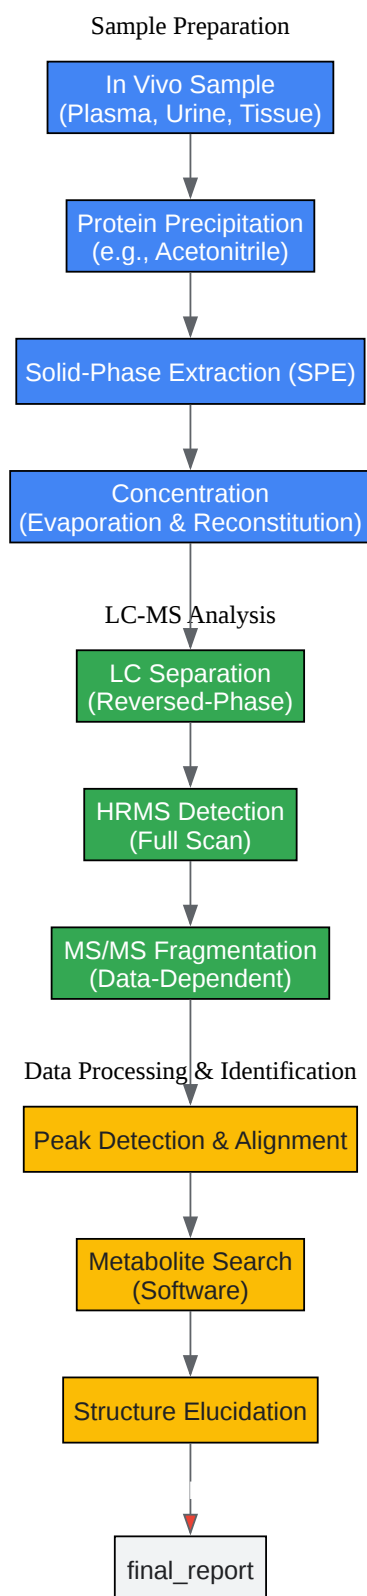 Sample Preparation
In Vivo Sample
(Plasma, Urine, Tissue)
Protein Precipitation
(e.g., Acetonitrile)
Solid-Phase Extraction (SPE)
Concentration
(Evaporation & Reconstitution)
LC-MS Analysis
LC Separation
(Reversed-Phase)
HRMS Detection
(Full Scan)
MS/MS Fragmentation
(Data-Dependent)
Data Processing & Identification
Peak Detection & Alignment
Metabolite Search
(Software)
Structure Elucidation
final_report